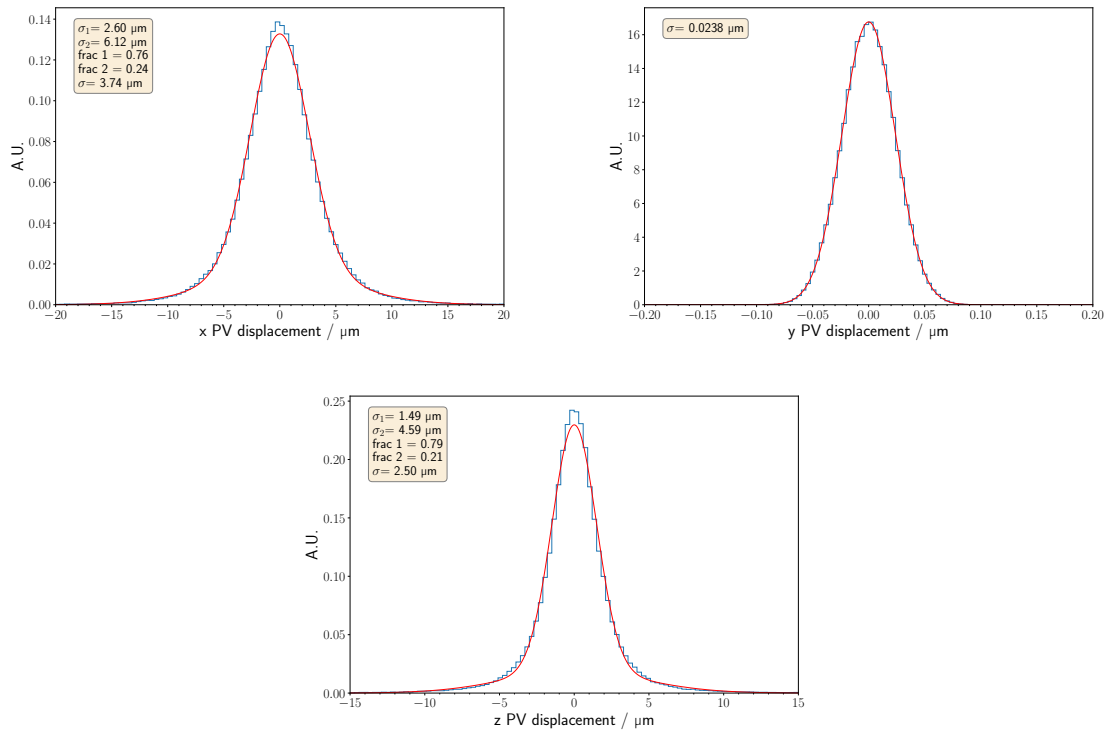 σ₁= 2.60 μm
σ₂= 6.12 μm
frac 1 = 0.76
frac 2 = 0.24
σ= 3.74 μm
A.U.
0.14
0.12
0.10
0.08
0.06
0.04
0.02
0.00
−20 −15 −10 −5 0 5 10 15 20
x PV displacement / μm
σ= 0.0238 μm
A.U.
16
14
12
10
8
6
4
2
0
−0.20 −0.15 −0.10 −0.05 0.00 0.05 0.10 0.15 0.20
y PV displacement / μm
σ₁= 1.49 μm
σ₂= 4.59 μm
frac 1 = 0.79
frac 2 = 0.21
σ= 2.50 μm
A.U.
0.25
0.20
0.15
0.10
0.05
0.00
−15 −10 −5 0 5 10 15
z PV displacement / μm